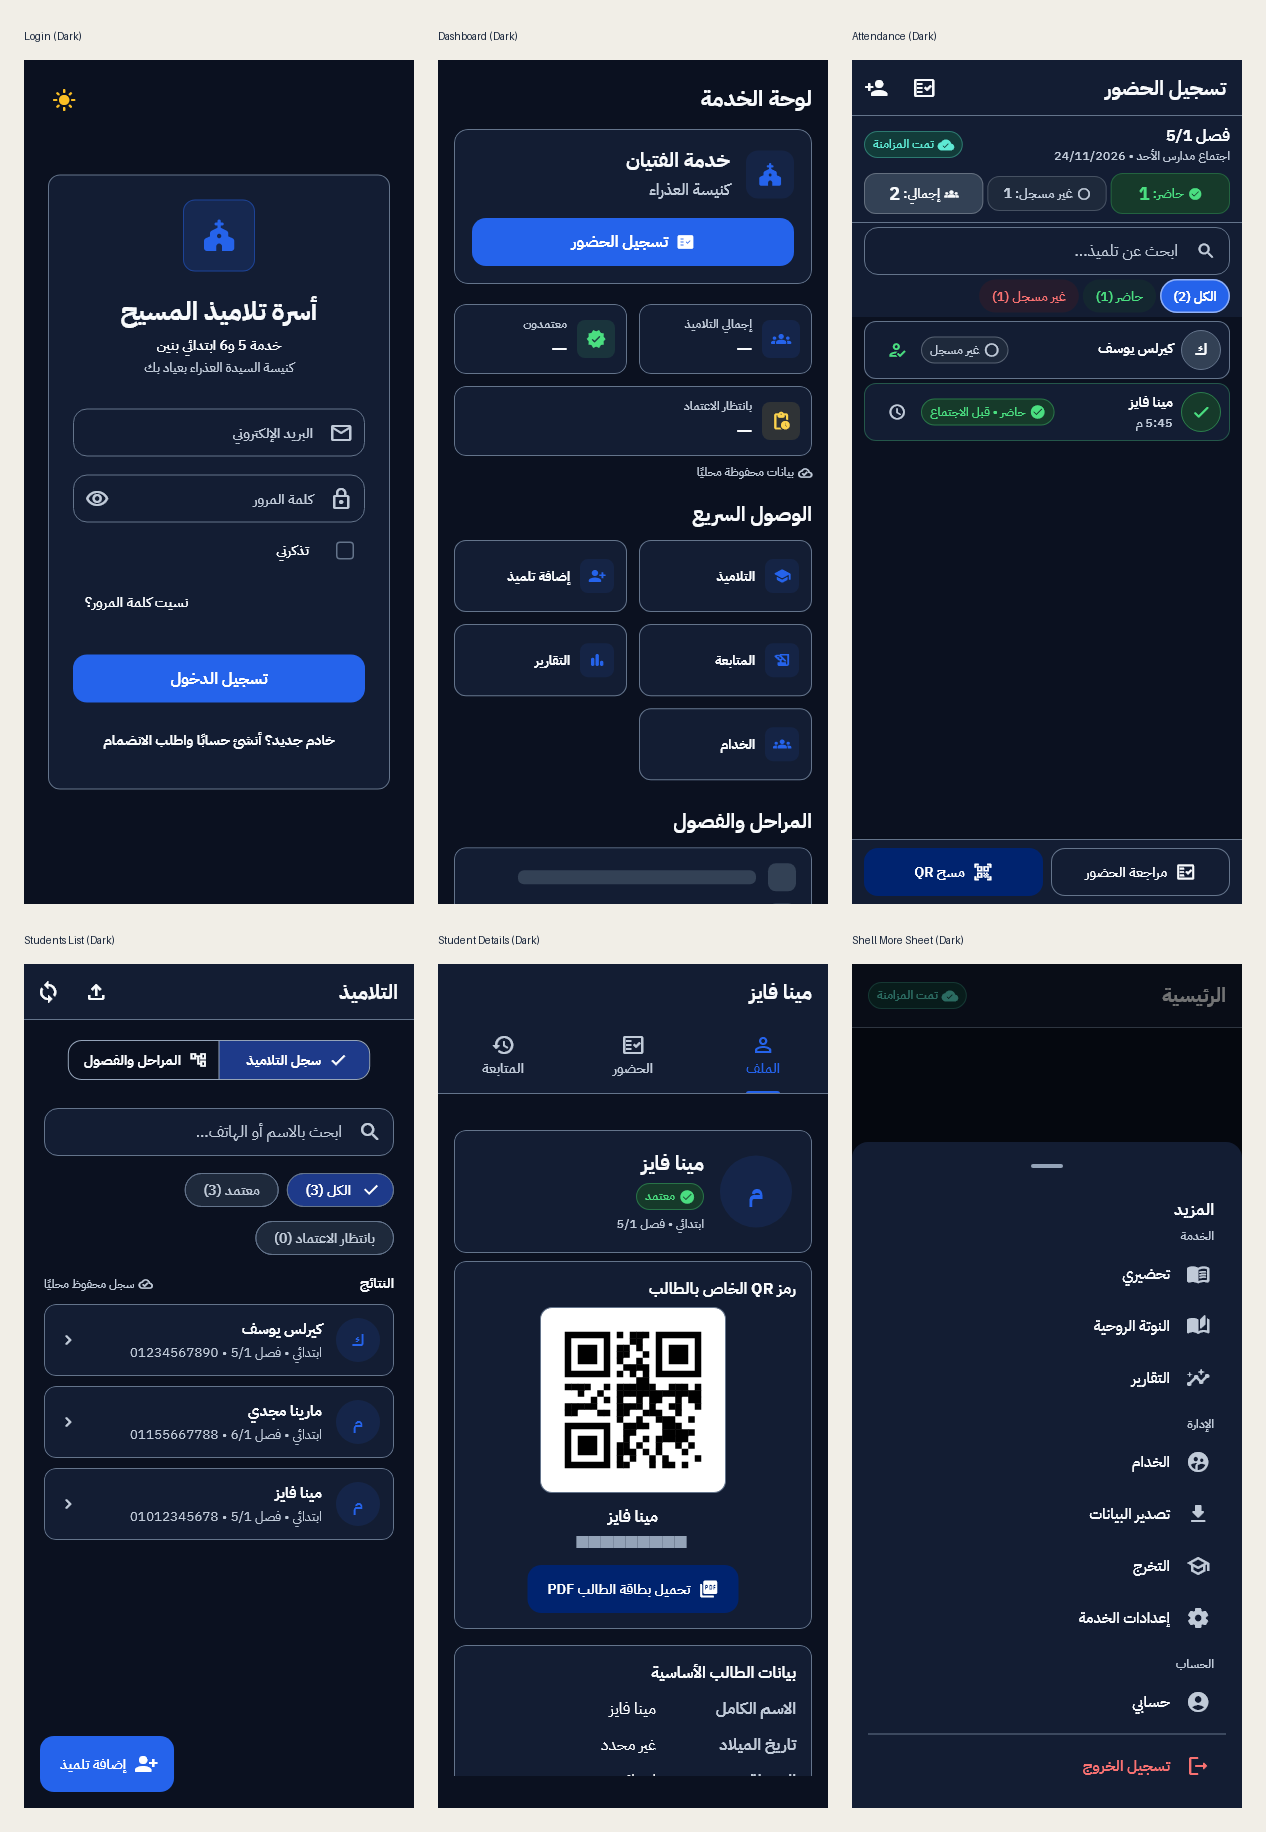 Login (Dark)
أسرة تلاميذ المسيح
خدمة 5 و6 ابتدائي بنين
كنيسة السيدة العذراء بعياد بك
البريد الإلكتروني
كلمة المرور
تذكرني
نسيت كلمة المرور؟
تسجيل الدخول
خادم جديد؟ أنشئ حسابًا واطلب الانضمام
Dashboard (Dark)
لوحة الخدمة
خدمة الفتيان
كنيسة العذراء
تسجيل الحضور
إجمالي التلاميذ
—
معتمدون
—
بانتظار الاعتماد
—
بيانات محفوظة محليًا
الوصول السريع
التلاميذ
إضافة تلميذ
المتابعة
التقارير
الخدام
المراحل والفصول
Attendance (Dark)
تسجيل الحضور
فصل 5/1
تمت المزامنة
اجتماع مدارس الأحد • 24/11/2026
حاضر: 1
غير مسجل: 1
إجمالي: 2
ابحث عن تلميذ...
الكل (2)
حاضر (1)
غير مسجل (1)
ك
كيرلس يوسف
غير مسجل
مينا فايز
5:45 م
حاضر • قبل الاجتماع
مراجعة الحضور
مسح QR
Students List (Dark)
التلاميذ
سجل التلاميذ
المراحل والفصول
ابحث بالاسم أو الهاتف...
الكل (3)
معتمد (3)
بانتظار الاعتماد (0)
النتائج
سجل محفوظ محليًا
ك
كيرلس يوسف
ابتدائي • فصل 5/1 • 01234567890
م
مارينا مجدي
ابتدائي • فصل 6/1 • 01155667788
م
مينا فايز
ابتدائي • فصل 5/1 • 01012345678
إضافة تلميذ
Student Details (Dark)
مينا فايز
الملف
الحضور
المتابعة
م
مينا فايز
معتمد
ابتدائي • فصل 5/1
رمز QR الخاص بالطالب
مينا فايز
تحميل بطاقة الطالب PDF
بيانات الطالب الأساسية
الاسم الكامل
مينا فايز
تاريخ الميلاد
غير محدد
Shell More Sheet (Dark)
الرئيسية
تمت المزامنة
المزيد
الخدمة
تحضيري
النوتة الروحية
التقارير
الإدارة
الخدام
تصدير البيانات
التخرج
إعدادات الخدمة
الحساب
حسابي
تسجيل الخروج